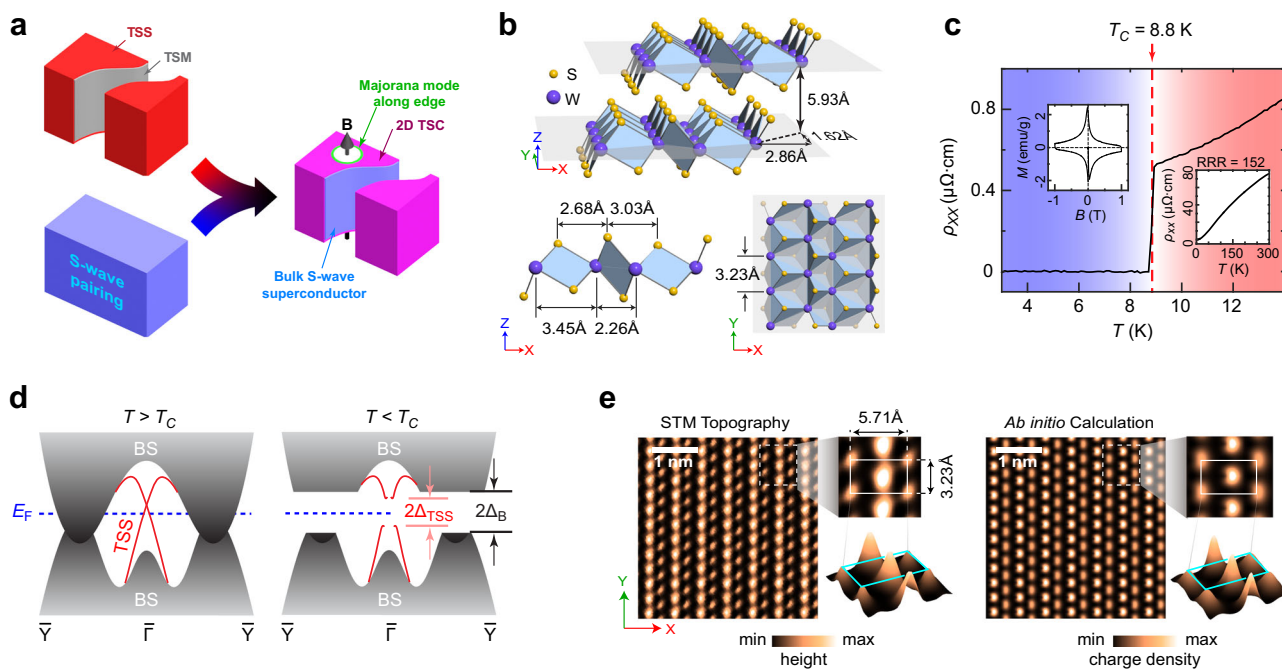 a
TSS
TSM
S-wave
pairing
B
Majorana mode
along edge
2D TSC
Bulk S-wave
superconductor
b
S
W
Z
Y
X
5.93Å
1.62Å
2.86Å
2.68Å
3.03Å
3.45Å
2.26Å
Z
X
3.23Å
Y
X
c
T_C = 8.8 K
ρ_XX (μΩ·cm)
0.8
0.4
0
4
6
8
10
12
T (K)
M (emu/g)
2
0
-2
-1
0
1
B (T)
RRR = 152
ρ_XX (μΩ·cm)
80
40
0
0
150
300
T (K)
d
T > T_C
T < T_C
BS
E_F
TSS
BS
Ȳ
Γ̄
Ȳ
BS
2Δ_TSS
2Δ_B
BS
Ȳ
Γ̄
Ȳ
e
STM Topography
1 nm
5.71Å
3.23Å
Y
X
min
max
height
Ab initio Calculation
1 nm
min
max
charge density